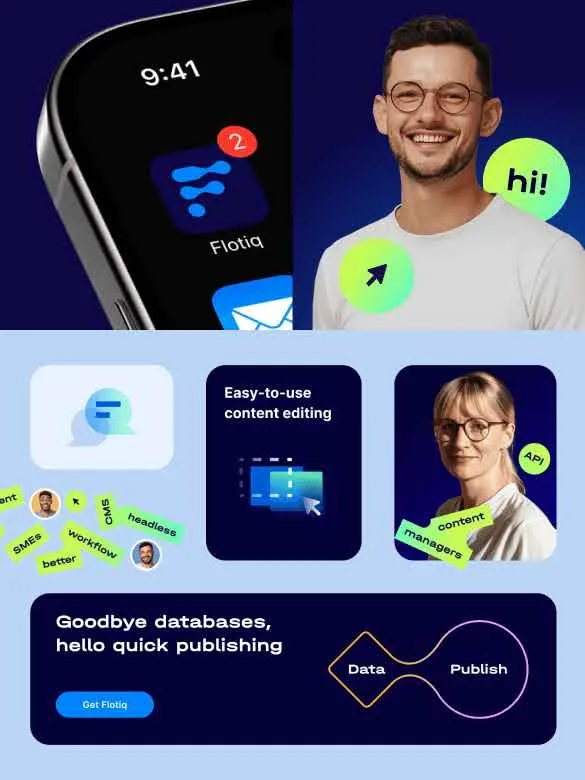 9:41
2
Flotiq
hi!
Easy-to-use
content editing
API
content
managers
ent
CMS
headless
SMEs
workflow
better
Goodbye databases,
hello quick publishing
Data
Publish
Get Flotiq